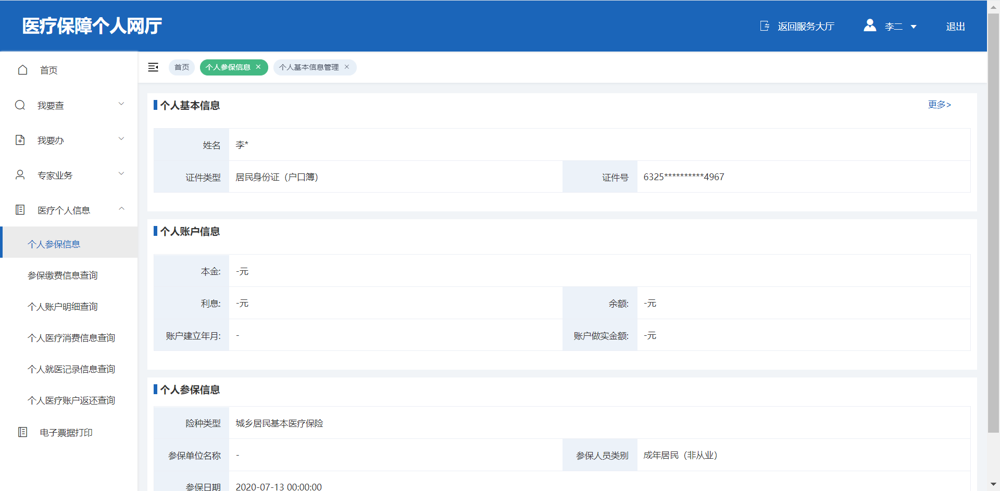 医疗保障个人网厅
返回服务大厅
李二
退出
首页
我要查
我要办
专家业务
医疗个人信息
个人参保信息
参保缴费信息查询
个人账户明细查询
个人医疗消费信息查询
个人就医记录信息查询
个人医疗账户返还查询
电子票据打印
首页
个人参保信息 ×
个人基本信息管理 ×
个人基本信息
更多>
姓名 李*
证件类型 居民身份证（户口簿） 证件号 6325**********4967
个人账户信息
本金: -元
利息: -元 余额: -元
账户建立年月: - 账户做实金额: -元
个人参保信息
险种类型 城乡居民基本医疗保险
参保单位名称 - 参保人员类别 成年居民（非从业）
参保日期 2020-07-13 00:00:00